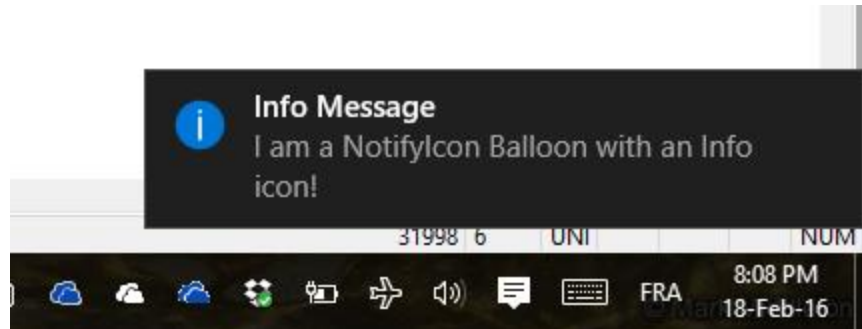 Info Message
I am a NotifyIcon Balloon with an Info
icon!
31998 6 UNI NUM
FRA
8:08 PM
18-Feb-16